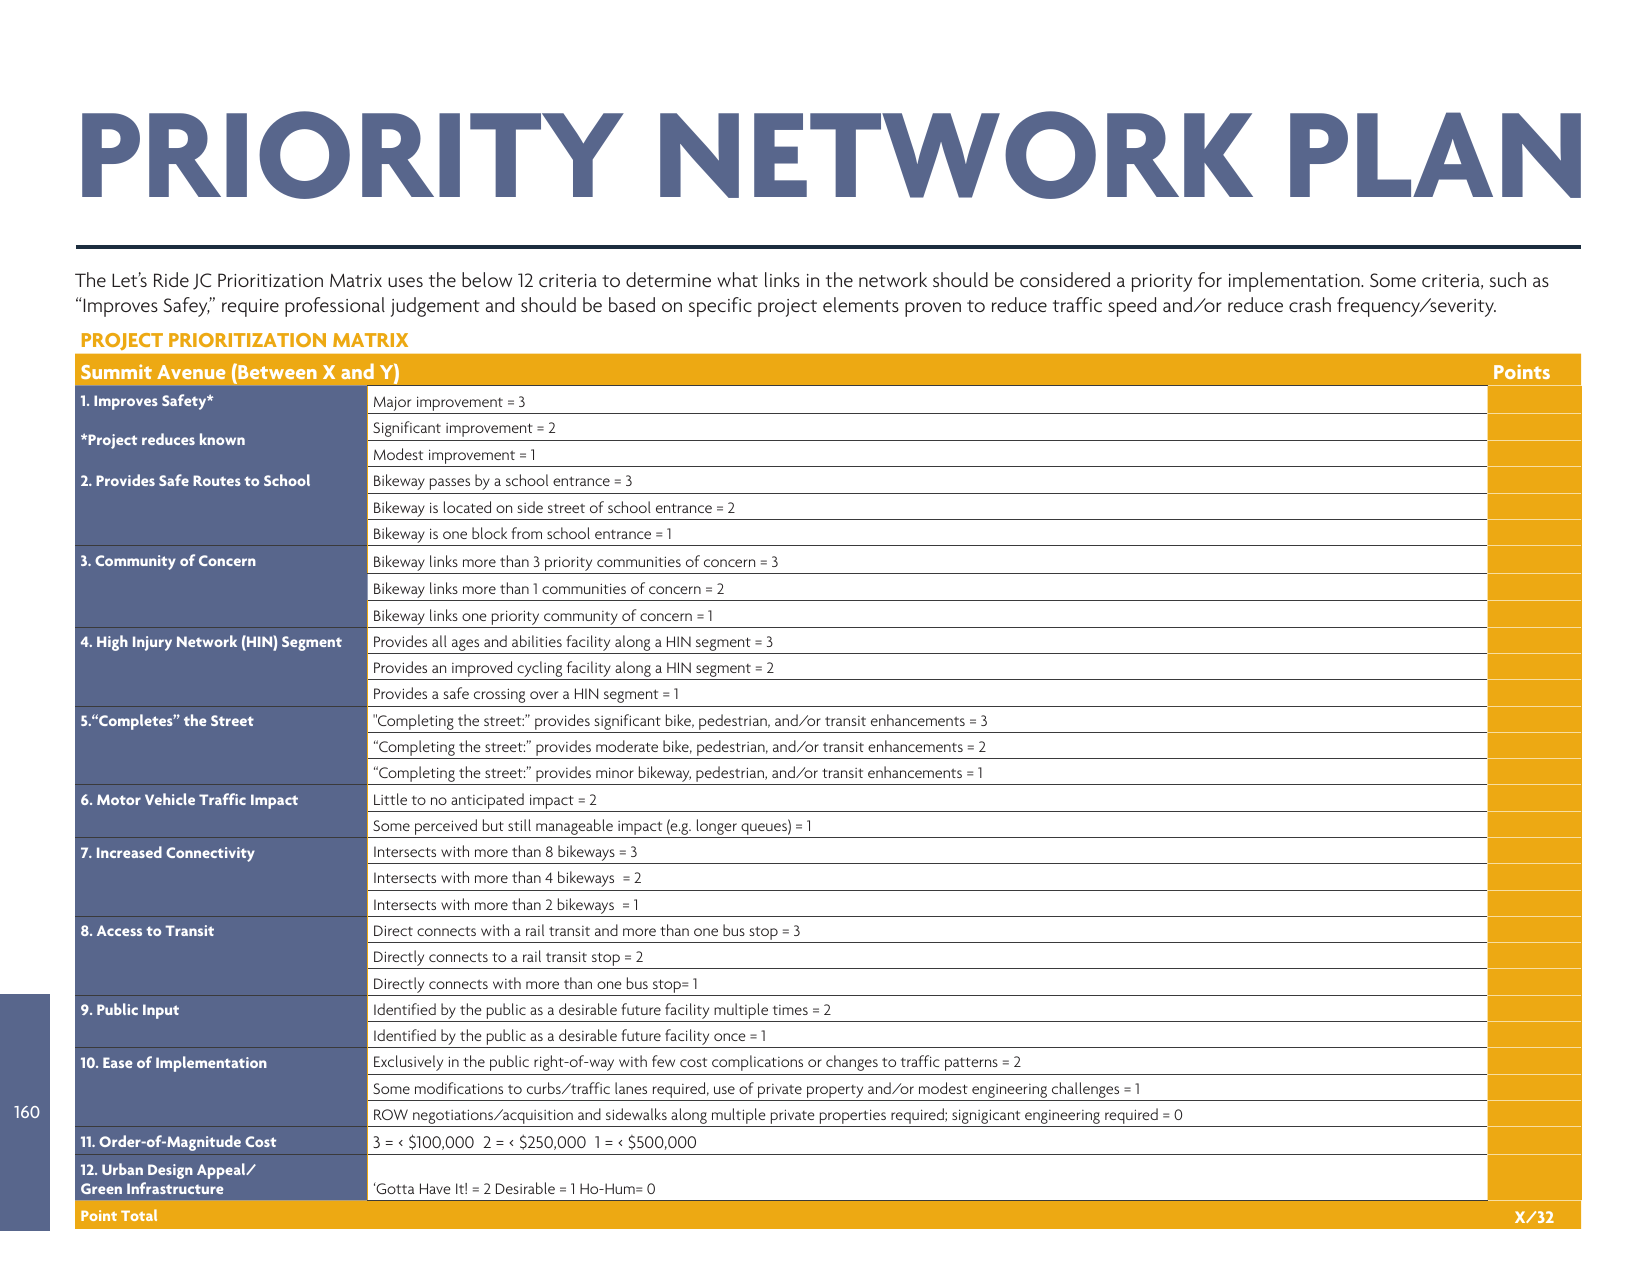 PRIORITY NETWORK PLAN
The Let's Ride JC Prioritization Matrix uses the below 12 criteria to determine what links in the network should be considered a priority for implementation. Some criteria, such as
“Improves Safey,” require professional judgement and should be based on specific project elements proven to reduce traffic speed and/or reduce crash frequency/severity.
PROJECT PRIORITIZATION MATRIX
Summit Avenue (Between X and Y) Points
1. Improves Safety* Major improvement = 3
Significant improvement = 2
*Project reduces known
Modest improvement = 1
2. Provides Safe Routes to School Bikeway passes by a school entrance = 3
Bikeway is located on side street of school entrance = 2
Bikeway is one block from school entrance = 1
3. Community of Concern Bikeway links more than 3 priority communities of concern = 3
Bikeway links more than 1 communities of concern = 2
Bikeway links one priority community of concern = 1
4. High Injury Network (HIN) Segment Provides all ages and abilities facility along a HIN segment = 3
Provides an improved cycling facility along a HIN segment = 2
Provides a safe crossing over a HIN segment = 1
5.“Completes” the Street "Completing the street:” provides significant bike, pedestrian, and/or transit enhancements = 3
“Completing the street:” provides moderate bike, pedestrian, and/or transit enhancements = 2
“Completing the street:” provides minor bikeway, pedestrian, and/or transit enhancements = 1
6. Motor Vehicle Traffic Impact Little to no anticipated impact = 2
Some perceived but still manageable impact (e.g. longer queues) = 1
7. Increased Connectivity Intersects with more than 8 bikeways = 3
Intersects with more than 4 bikeways = 2
Intersects with more than 2 bikeways = 1
8. Access to Transit Direct connects with a rail transit and more than one bus stop = 3
Directly connects to a rail transit stop = 2
Directly connects with more than one bus stop= 1
9. Public Input Identified by the public as a desirable future facility multiple times = 2
Identified by the public as a desirable future facility once = 1
10. Ease of Implementation Exclusively in the public right-of-way with few cost complications or changes to traffic patterns = 2
Some modifications to curbs/traffic lanes required, use of private property and/or modest engineering challenges = 1
ROW negotiations/acquisition and sidewalks along multiple private properties required; signigicant engineering required = 0
160
11. Order-of-Magnitude Cost 3 = < $100,000 2 = < $250,000 1 = < $500,000
12. Urban Design Appeal/
Green Infrastructure ‘Gotta Have It! = 2 Desirable = 1 Ho-Hum= 0
Point Total X/32